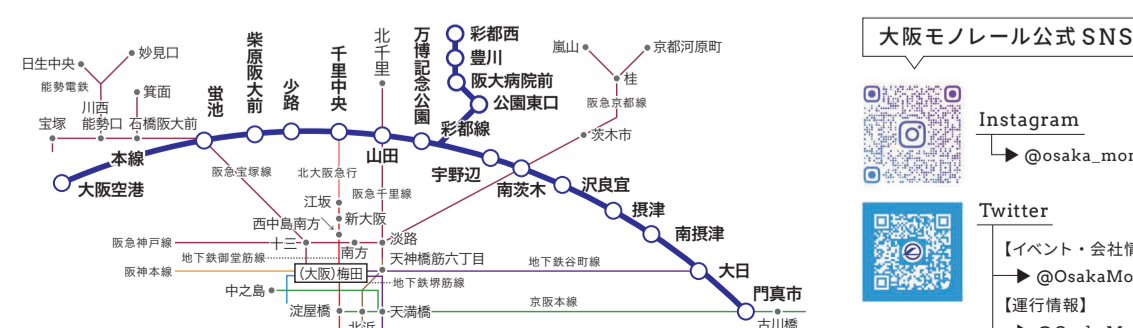 日生中央
妙見口
能勢電鉄
川西
能勢口
箕面
宝塚
石橋阪大前
蛍池
柴原阪大前
少路
千里中央
北千里
万博記念公園
彩都西
豊川
阪大病院前
公園東口
彩都線
嵐山
京都河原町
桂
阪急京都線
茨木市
本線
大阪空港
阪急宝塚線
北大阪急行
山田
阪急千里線
宇野辺
南茨木
沢良宜
摂津
南摂津
大日
門真市
江坂
西中島南方
新大阪
阪急神戸線
十三
南方
淡路
地下鉄御堂筋線
天神橋筋六丁目
地下鉄谷町線
阪神本線
(大阪)梅田
地下鉄堺筋線
中之島
淀屋橋
北浜
天満橋
京阪本線
古川橋
大阪モノレール公式 SNS
Instagram
@osaka_mon
Twitter
【イベント・会社情
@OsakaMo
【運行情報】